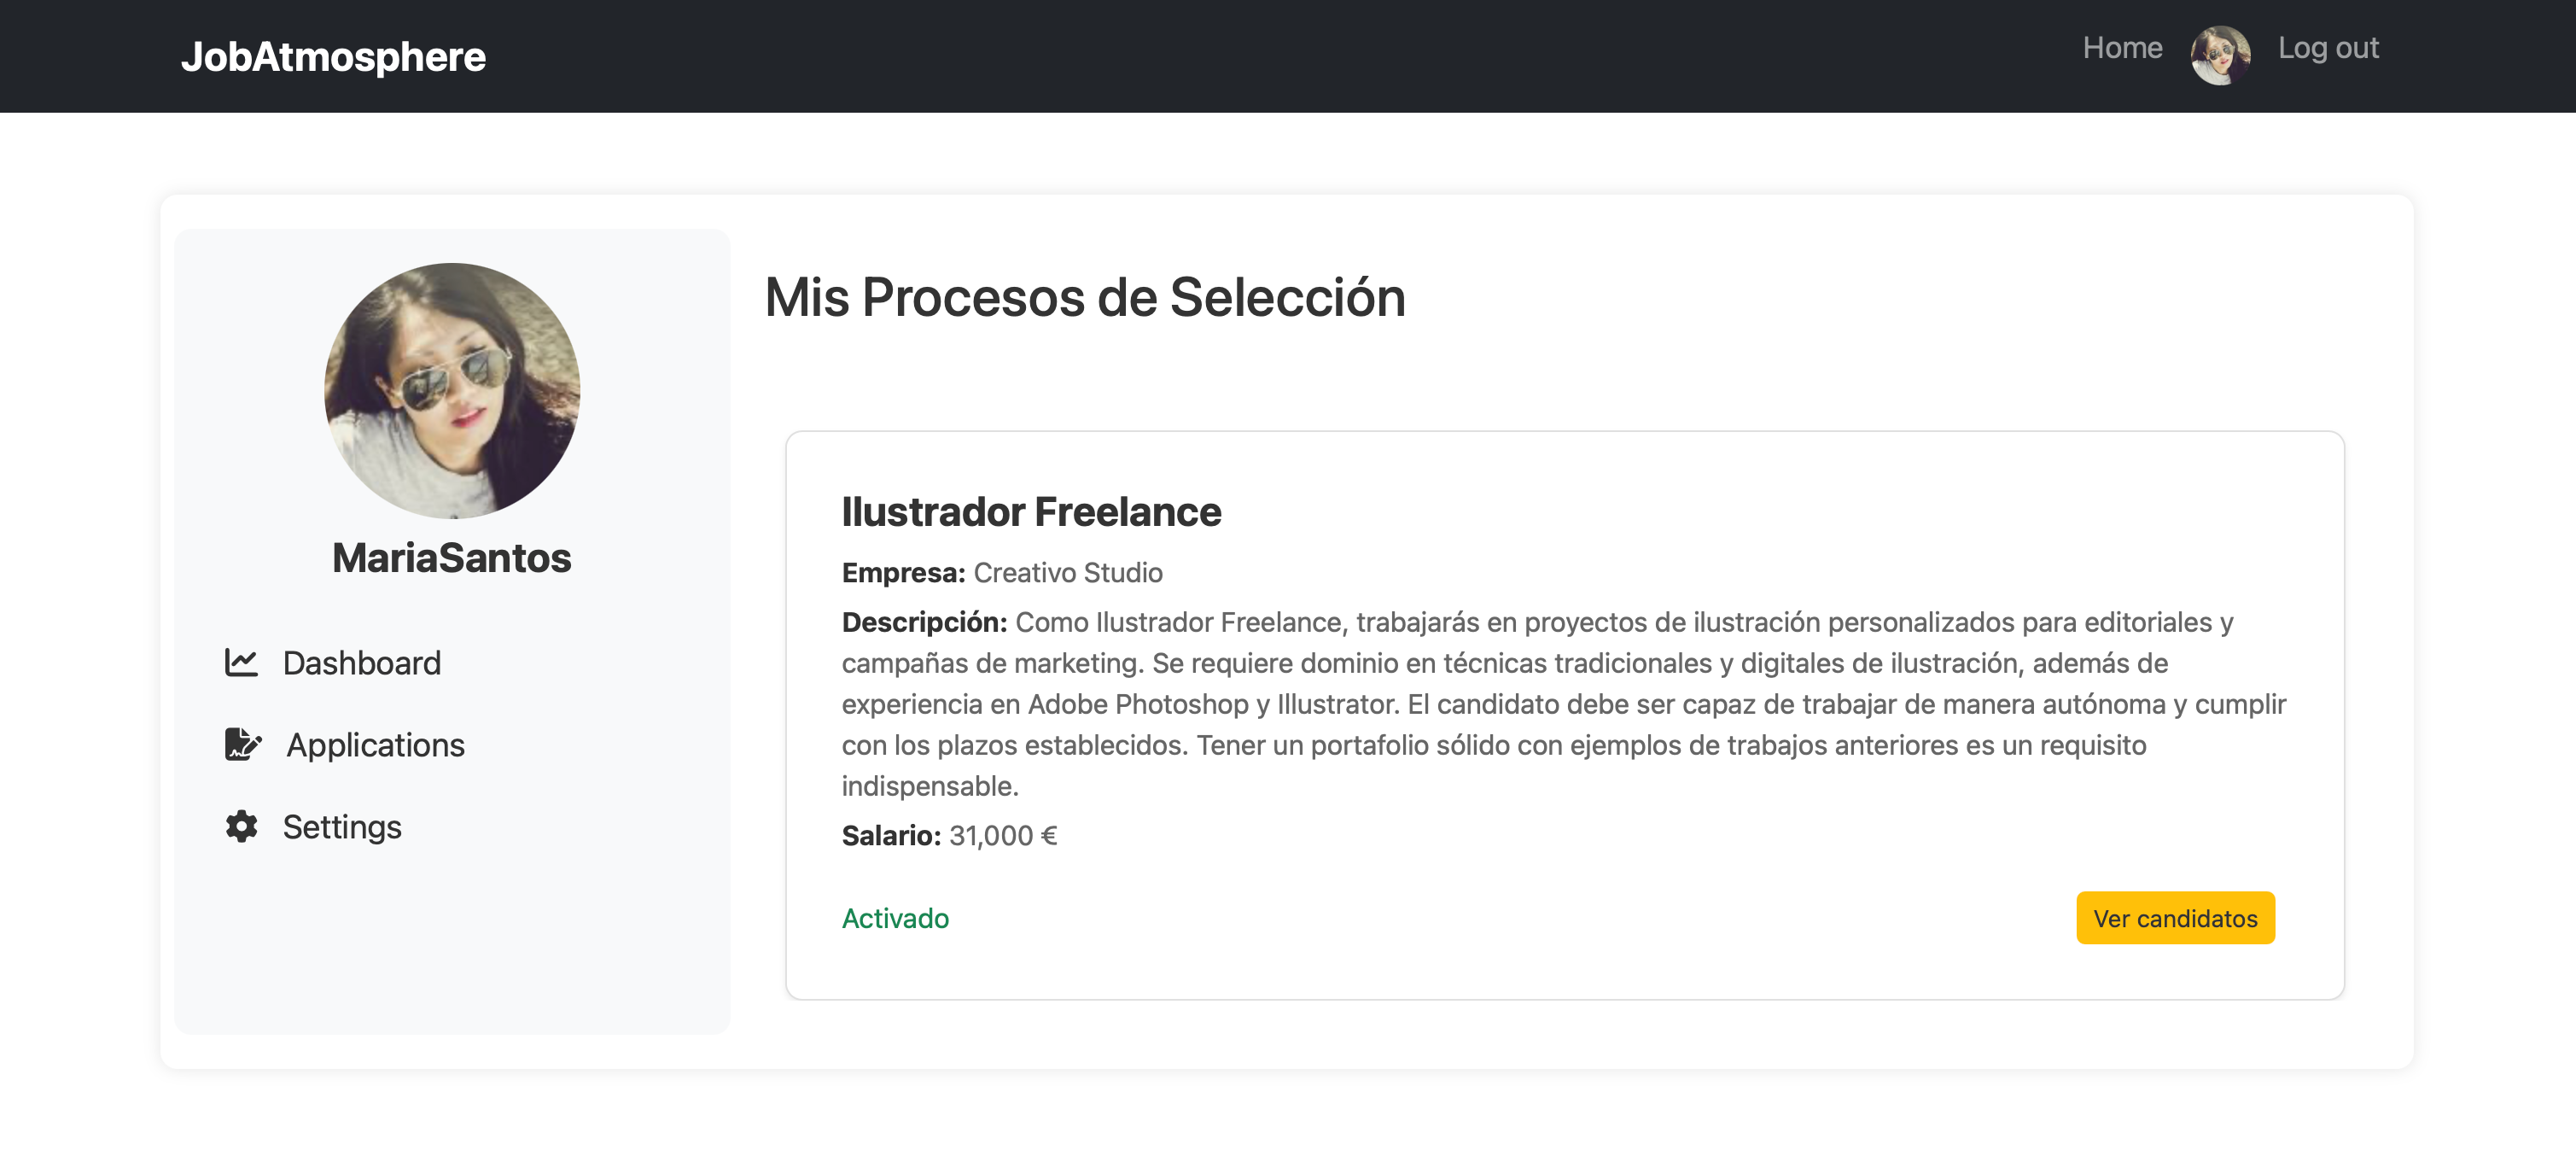 JobAtmosphere
Home
Log out
MariaSantos
Dashboard
Applications
Settings
Mis Procesos de Selección
Ilustrador Freelance
Empresa: Creativo Studio
Descripción: Como Ilustrador Freelance, trabajarás en proyectos de ilustración personalizados para editoriales y
campañas de marketing. Se requiere dominio en técnicas tradicionales y digitales de ilustración, además de
experiencia en Adobe Photoshop y Illustrator. El candidato debe ser capaz de trabajar de manera autónoma y cumplir
con los plazos establecidos. Tener un portafolio sólido con ejemplos de trabajos anteriores es un requisito
indispensable.
Salario: 31,000 €
Activado
Ver candidatos